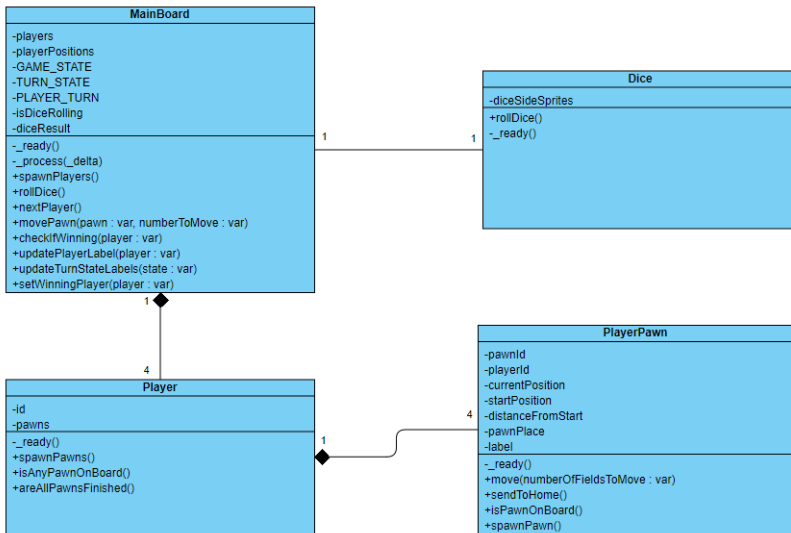 MainBoard
-players
-playerPositions
-GAME_STATE
-TURN_STATE
-PLAYER_TURN
-isDiceRolling
-diceResult
-_ready()
-_process(_delta)
+spawnPlayers()
+rollDice()
+nextPlayer()
+movePawn(pawn : var, numberToMove : var)
+checkIfWinning(player : var)
+updatePlayerLabel(player : var)
+updateTurnStateLabels(state : var)
+setWinningPlayer(player : var)
1
1
Dice
-diceSideSprites
+rollDice()
-_ready()
1
4
Player
-id
-pawns
-_ready()
+spawnPawns()
+isAnyPawnOnBoard()
+areAllPawnsFinished()
1
4
PlayerPawn
-pawnId
-playerId
-currentPosition
-startPosition
-distanceFromStart
-pawnPlace
-label
-_ready()
+move(numberOfFieldsToMove : var)
+sendToHome()
+isPawnOnBoard()
+spawnPawn()